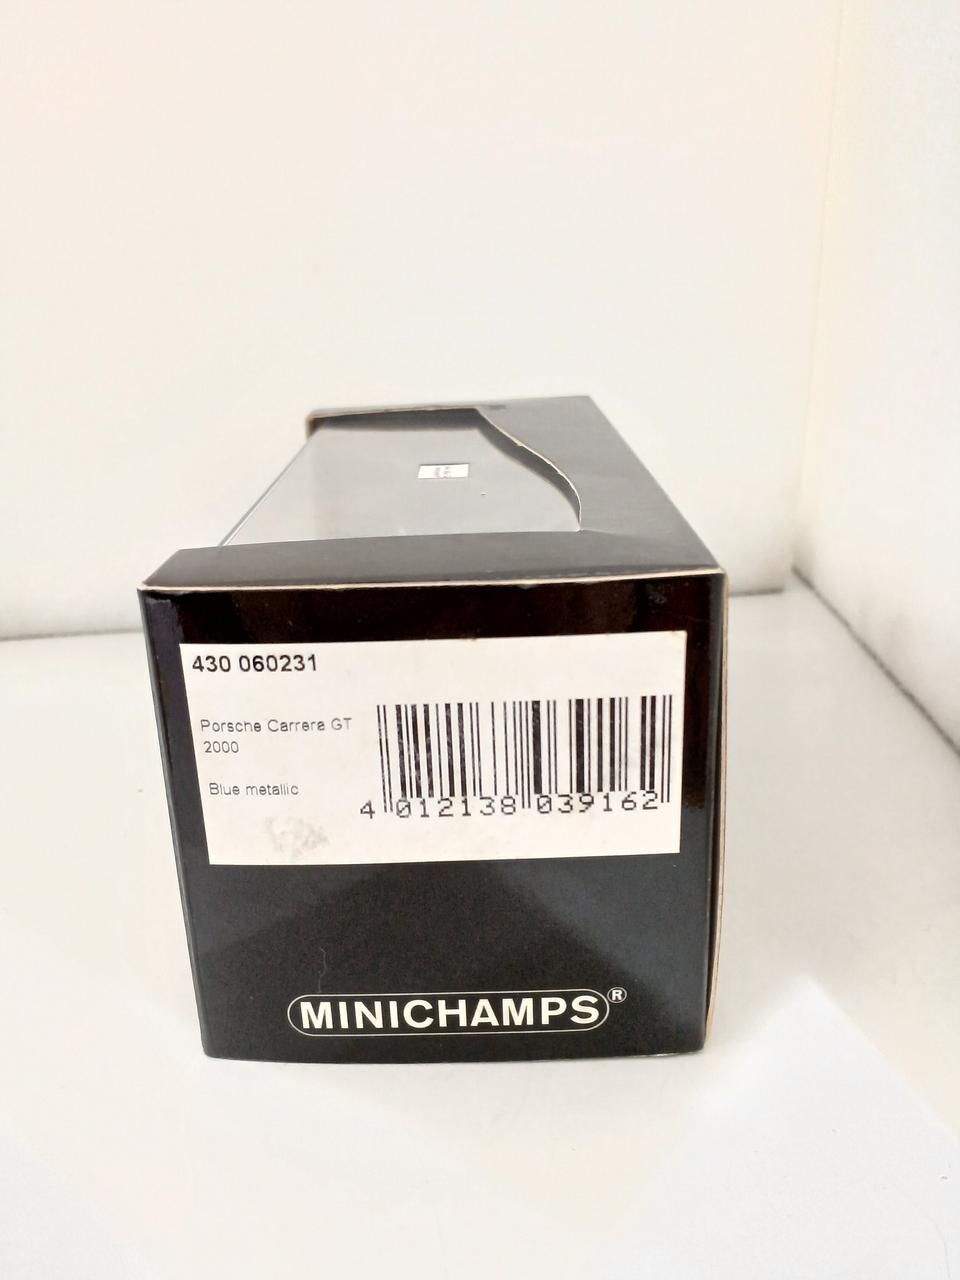 430 060231
Porsche Carrera GT
2000
Blue metallic
4 012138 039162
MINICHAMPS®